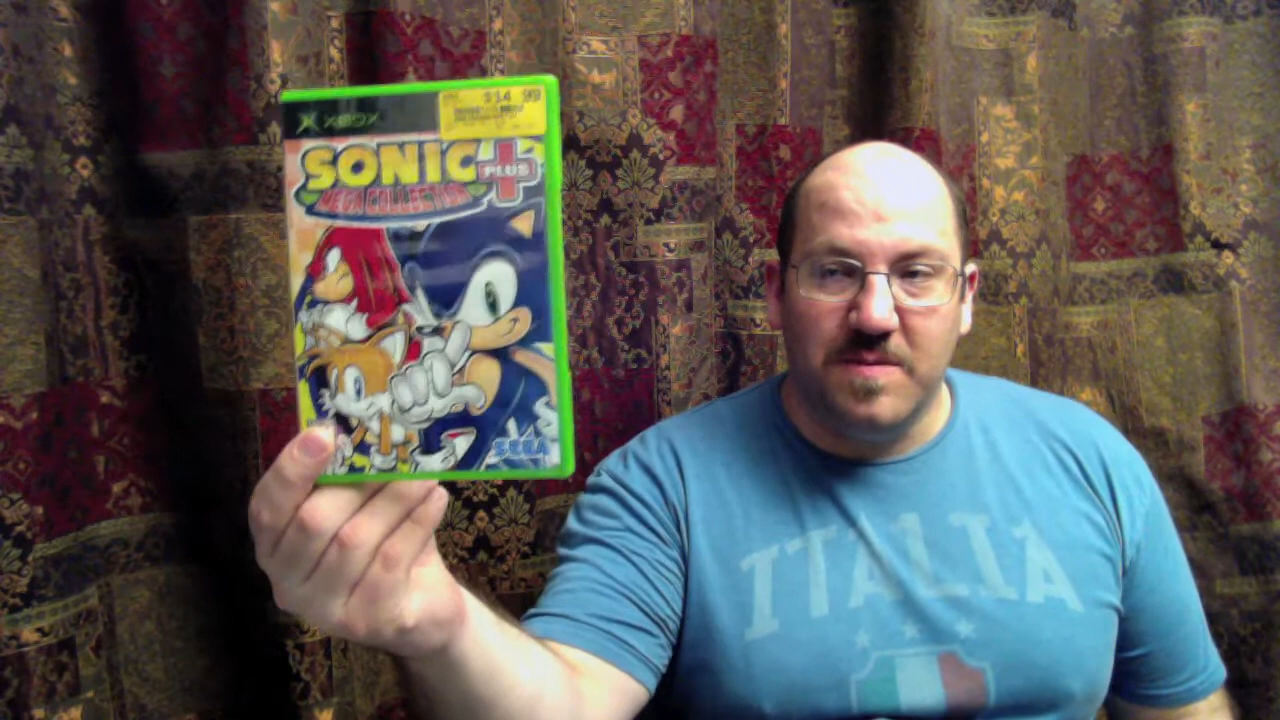 XBOX
$14.99
SONIC
MEGA COLLECTION
PLUS
SEGA
ITALIA